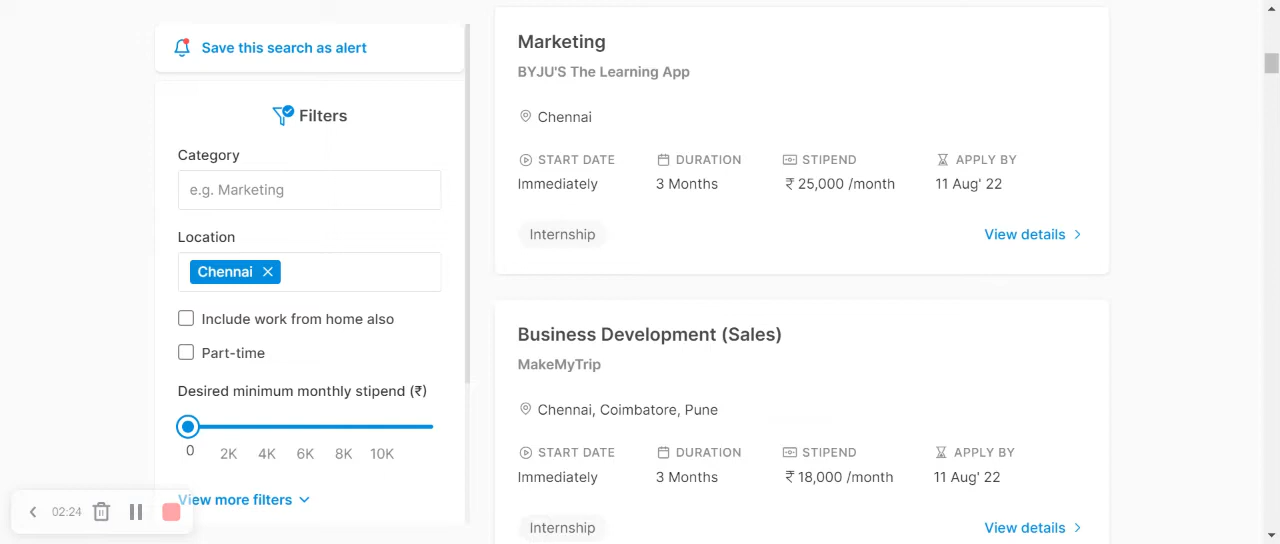 Save this search as alert
Filters
Category
e.g. Marketing
Location
Chennai
Include work from home also
Part-time
Desired minimum monthly stipend (₹)
0 2K 4K 6K 8K 10K
View more filters
02:24
Marketing
BYJU'S The Learning App
Chennai
START DATE DURATION STIPEND APPLY BY
Immediately 3 Months ₹ 25,000 /month 11 Aug' 22
Internship View details
Business Development (Sales)
MakeMyTrip
Chennai, Coimbatore, Pune
START DATE DURATION STIPEND APPLY BY
Immediately 3 Months ₹ 18,000 /month 11 Aug' 22
Internship View details